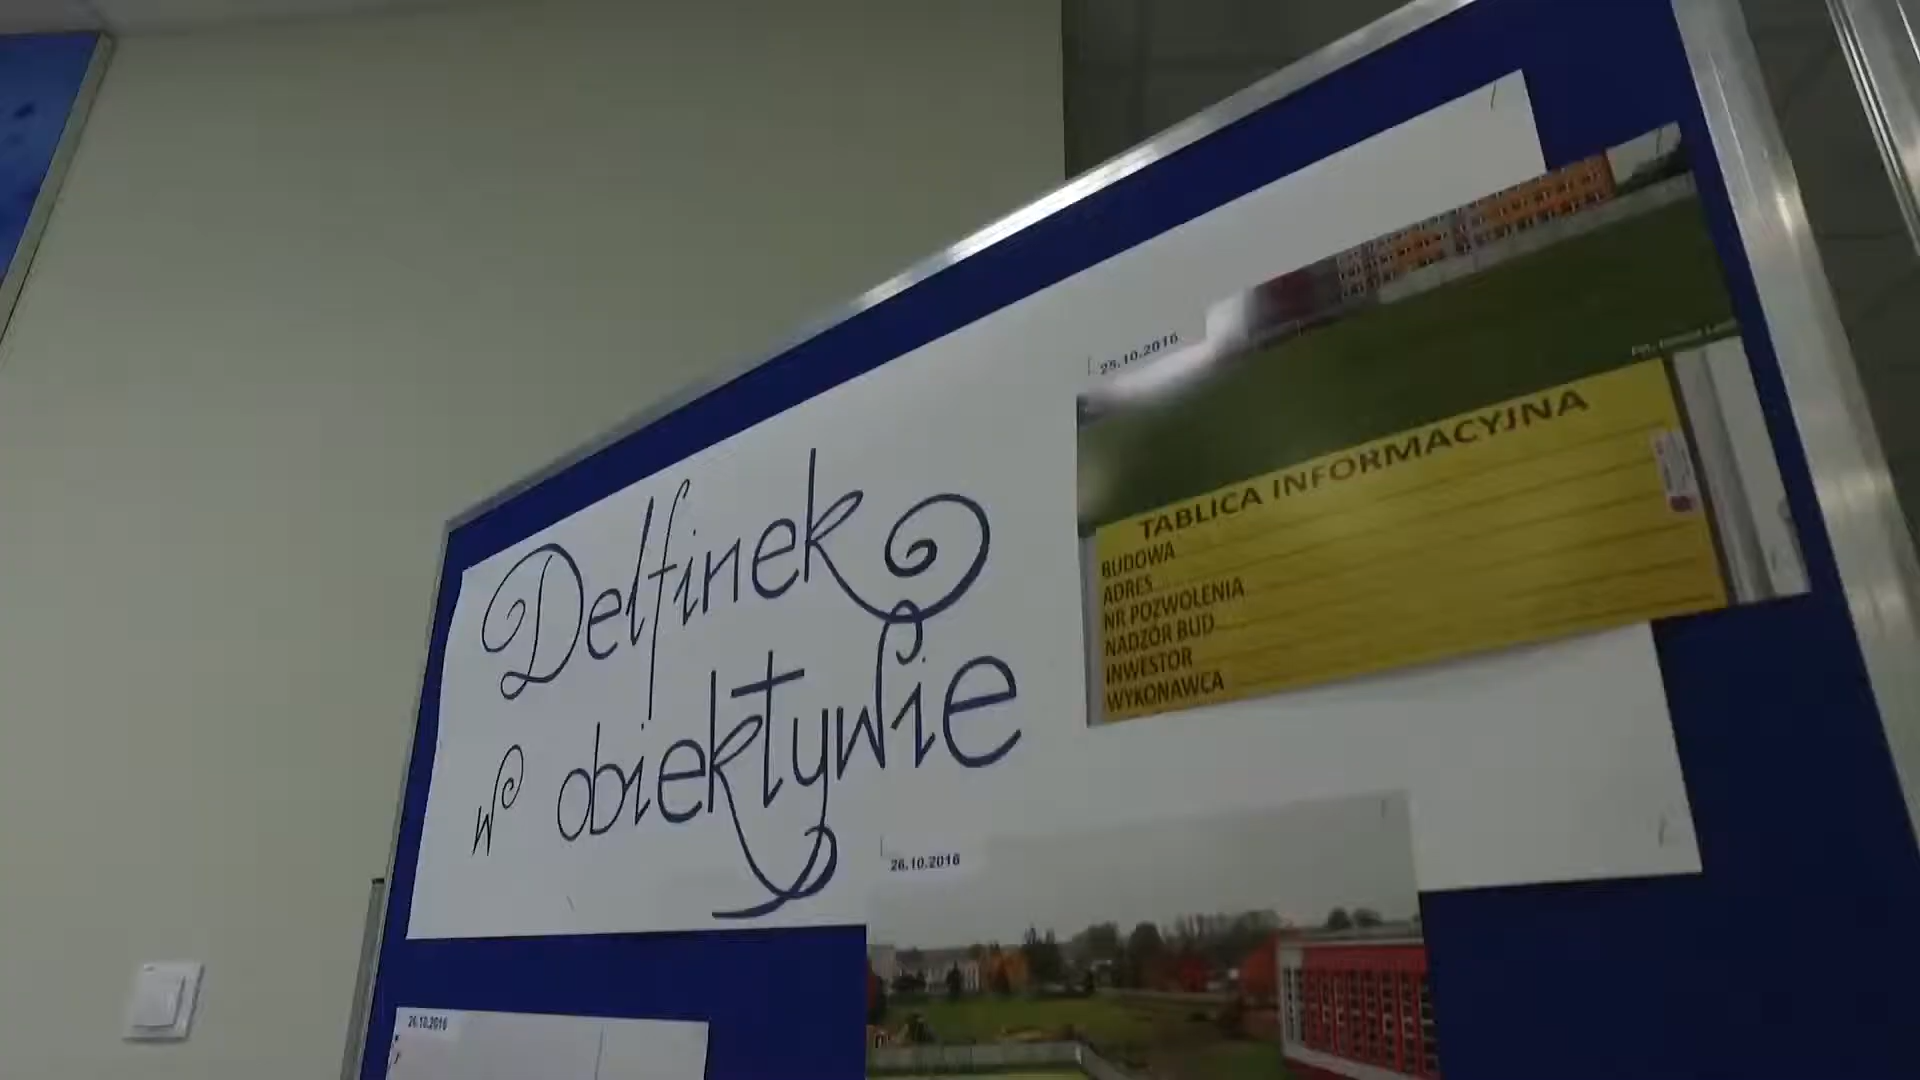 Delfinek
w obiektywie
25.10.2016
TABLICA INFORMACYJNA
BUDOWA
ADRES
NR POZWOLENIA
NADZÓR BUD
INWESTOR
WYKONAWCA
26.10.2016
26.10.2016